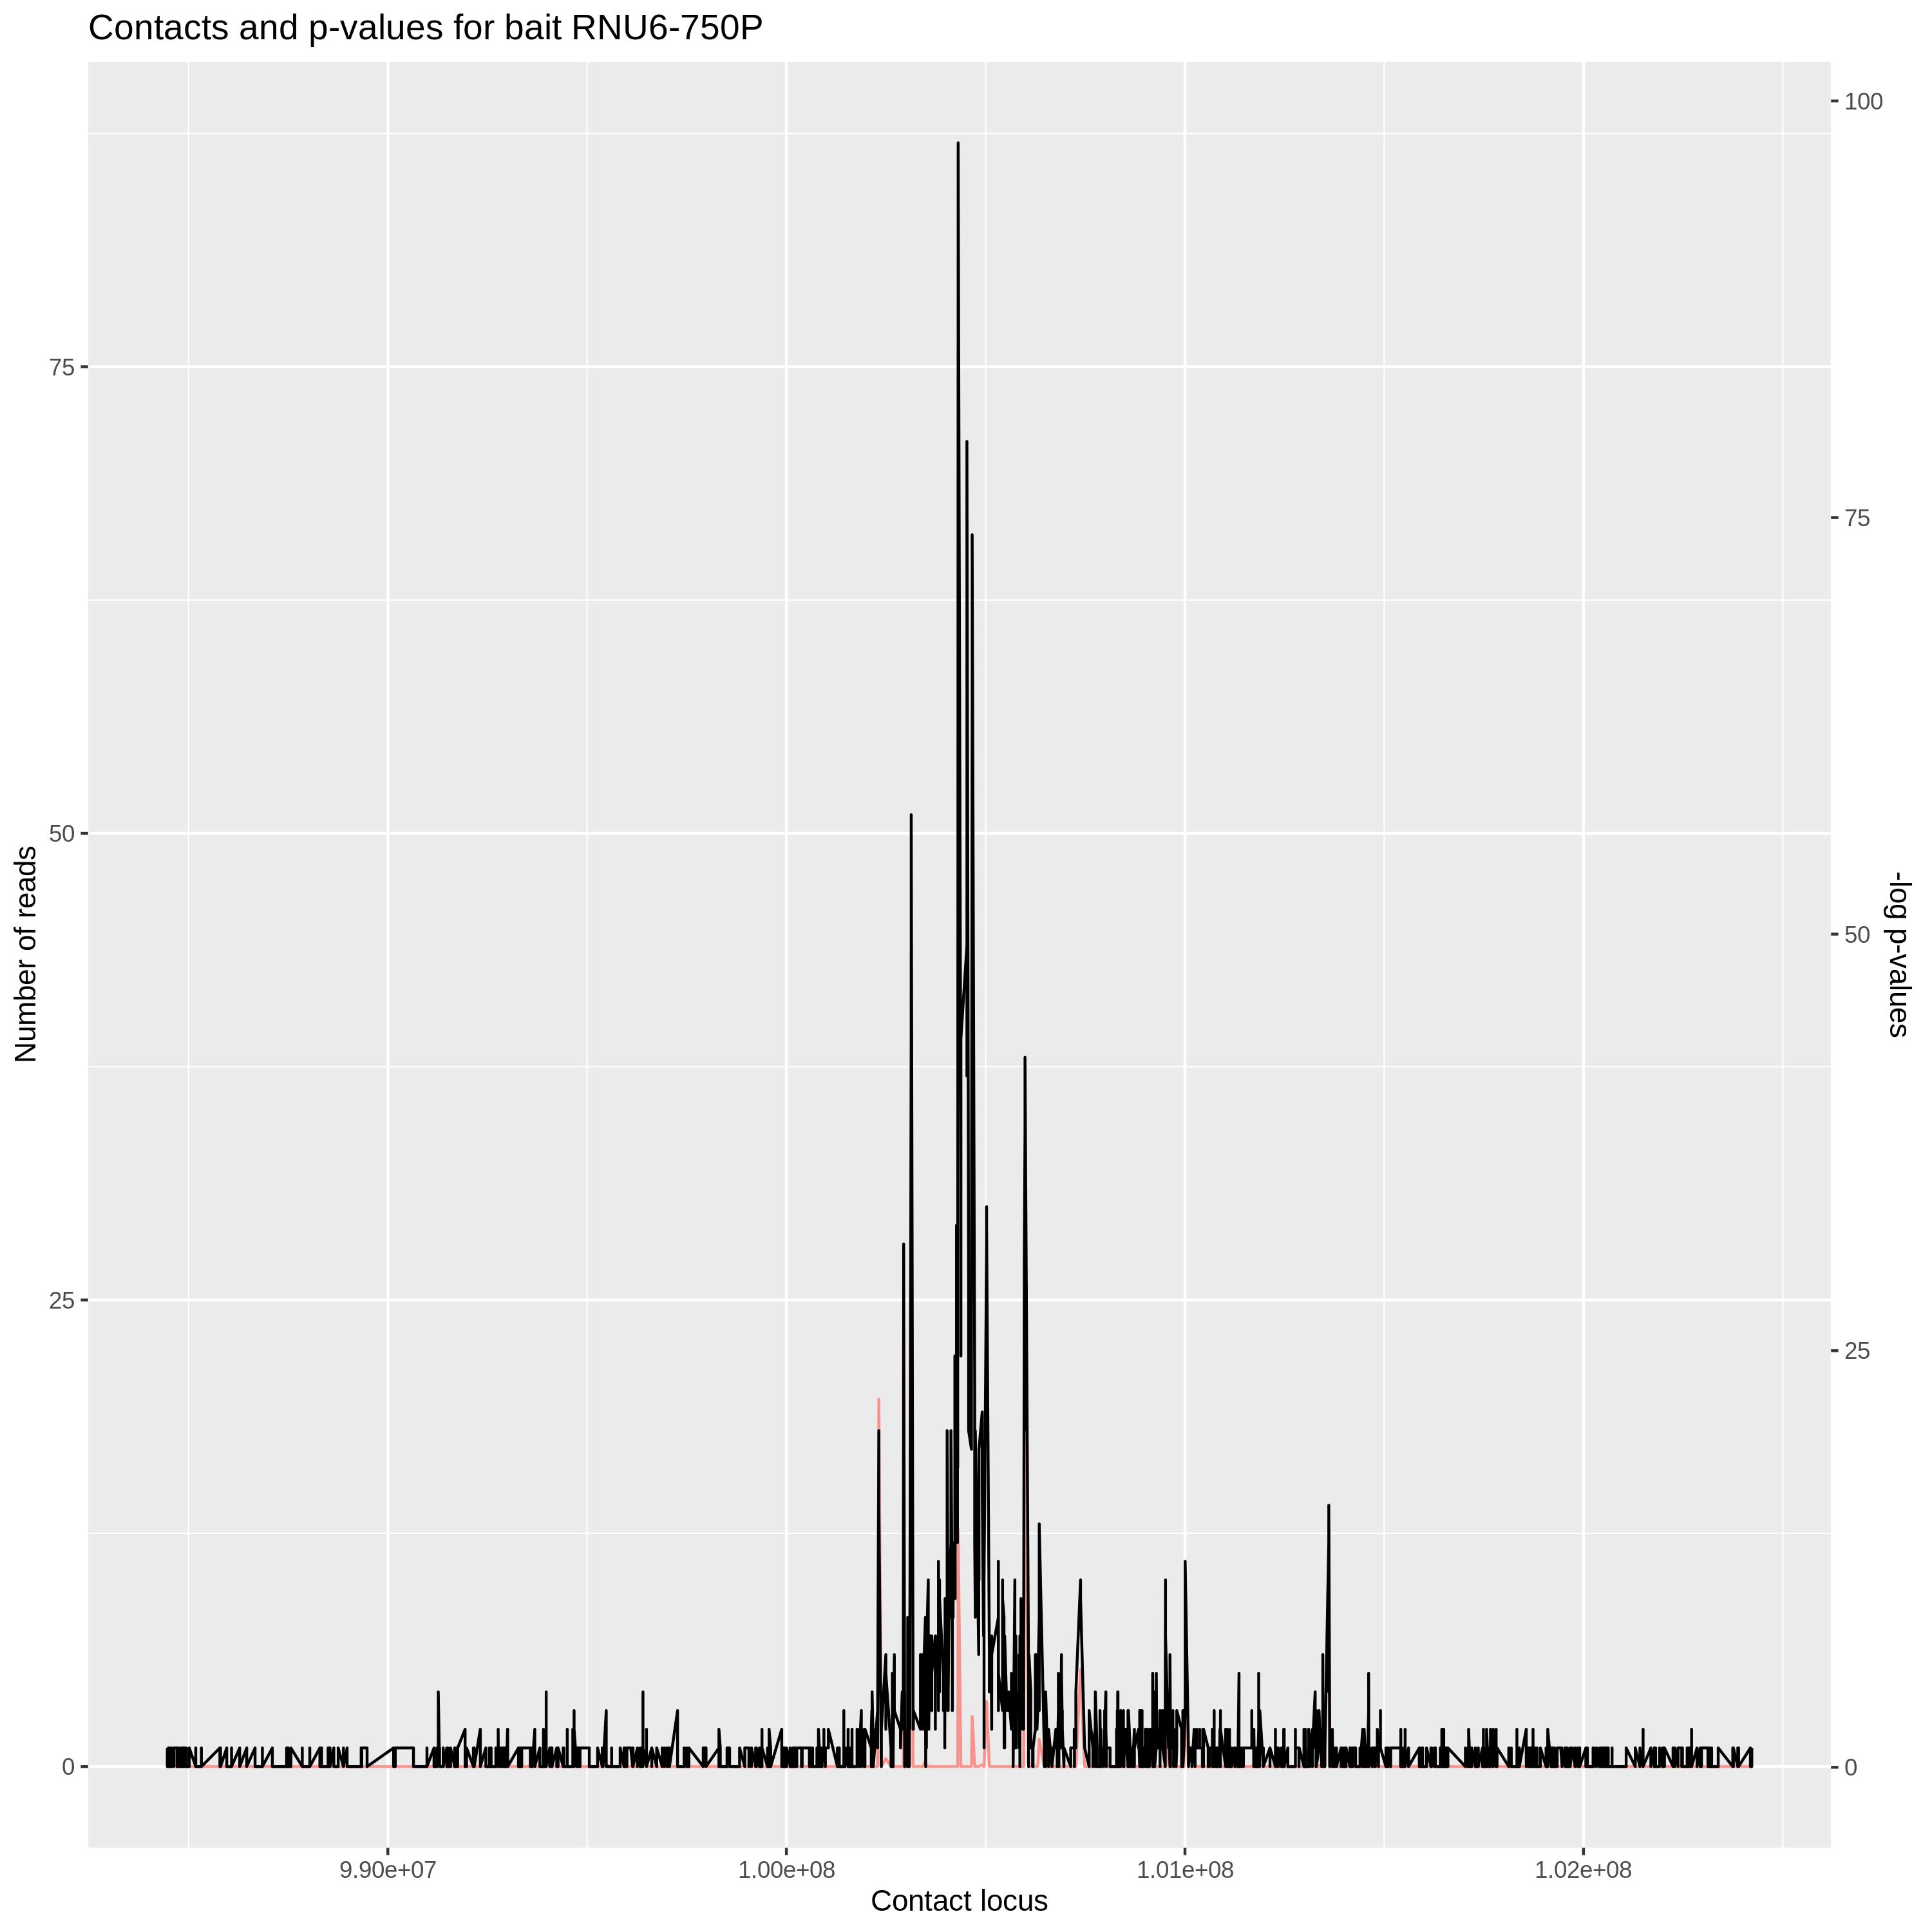 Contacts and p-values for bait RNU6-750P
100
75
75
50
50
25
25
0
0
Number of reads
-log p-values
9.90e+07
1.00e+08
1.01e+08
1.02e+08
Contact locus